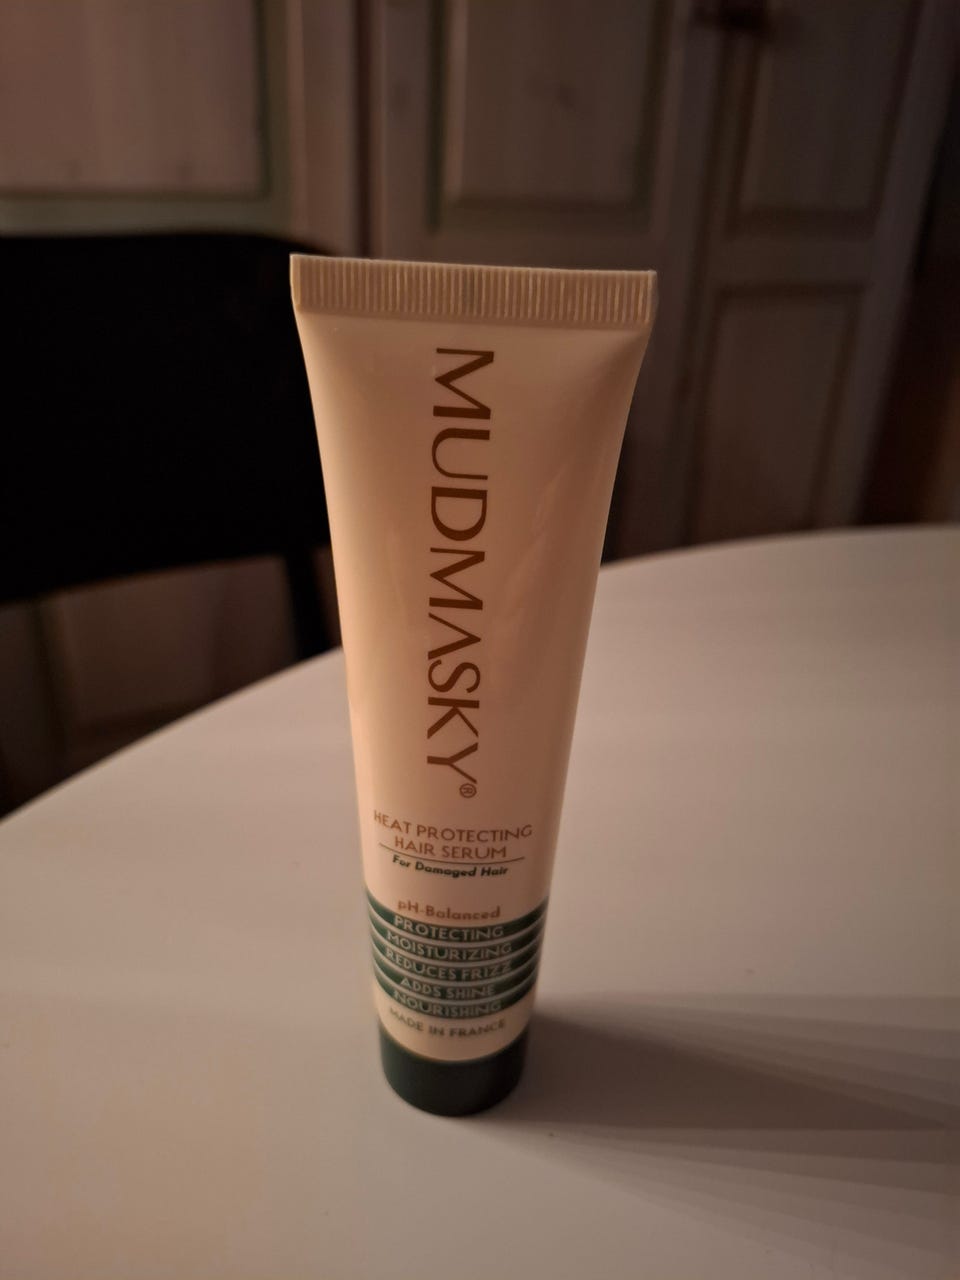 MUDMASKY®
HEAT PROTECTING
HAIR SERUM
For Damaged Hair
pH-Balanced
PROTECTING
MOISTURIZING
REDUCES FRIZZ
ADDS SHINE
NOURISHING
MADE IN FRANCE